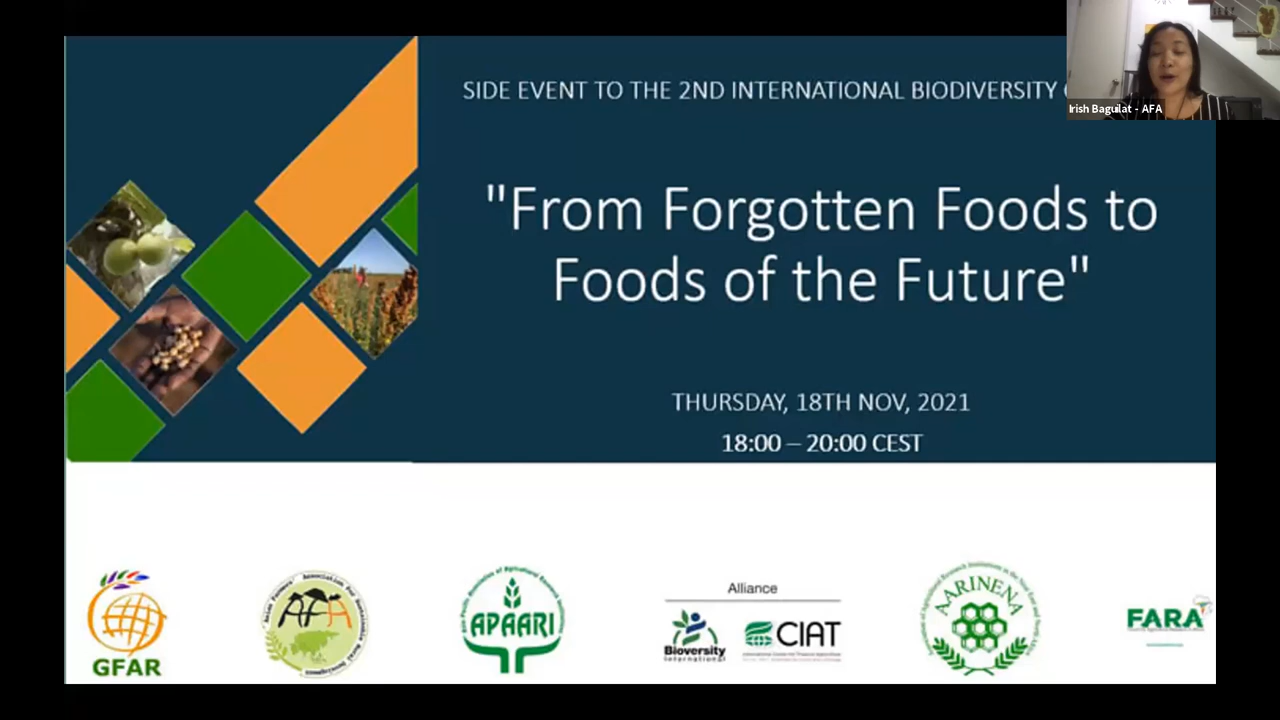 SIDE EVENT TO THE 2ND INTERNATIONAL BIODIVERSITY
Irish Baguilat - AFA
"From Forgotten Foods to
Foods of the Future"
THURSDAY, 18TH NOV, 2021
18:00 – 20:00 CEST
GFAR
AFA
APAARI
Alliance
Bioversity
International
CIAT
AARINENA
FARA